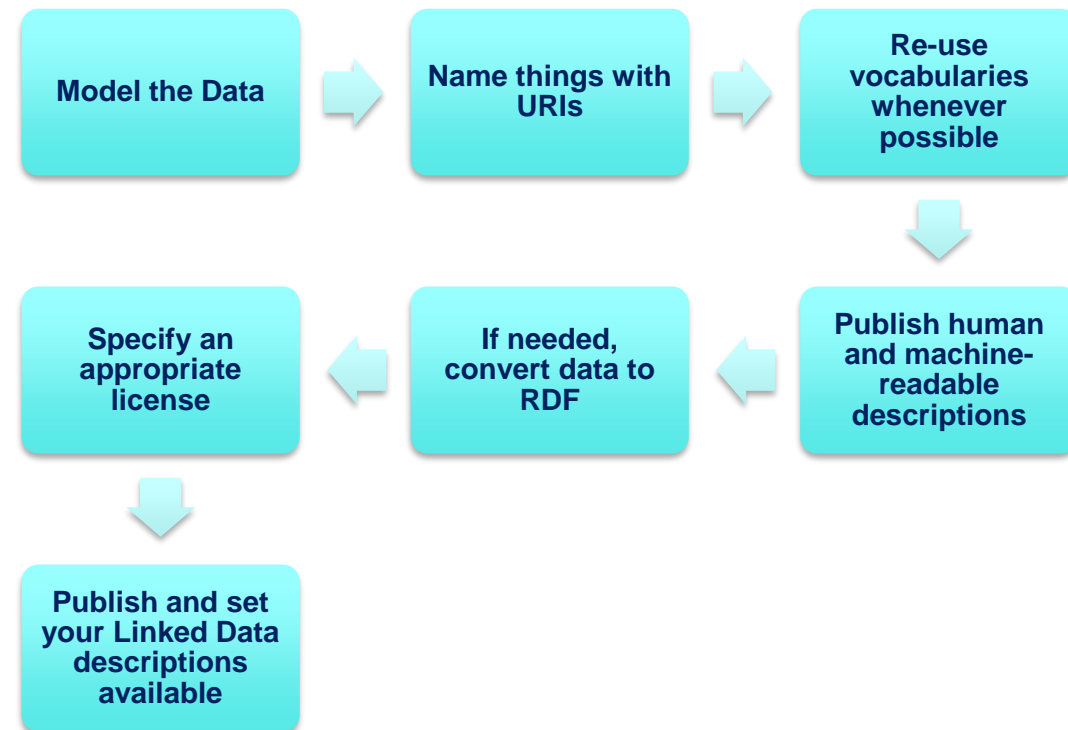 Model the Data
Name things with
URIs
Re-use
vocabularies
whenever
possible
Publish human
and machine-
readable
descriptions
If needed,
convert data to
RDF
Specify an
appropriate
license
Publish and set
your Linked Data
descriptions
available